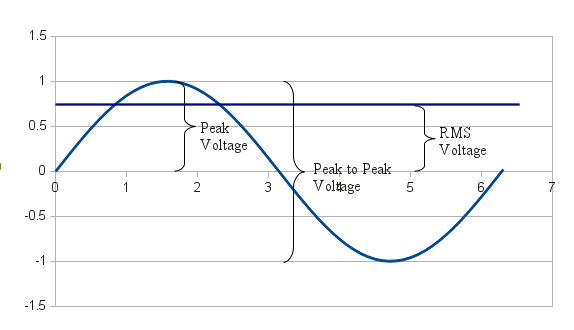 1.5
1
0.5
0
-0.5
-1
-1.5
0 1 2 3 4 5 6 7
Peak
Voltage
Peak to Peak
Voltage
RMS
Voltage